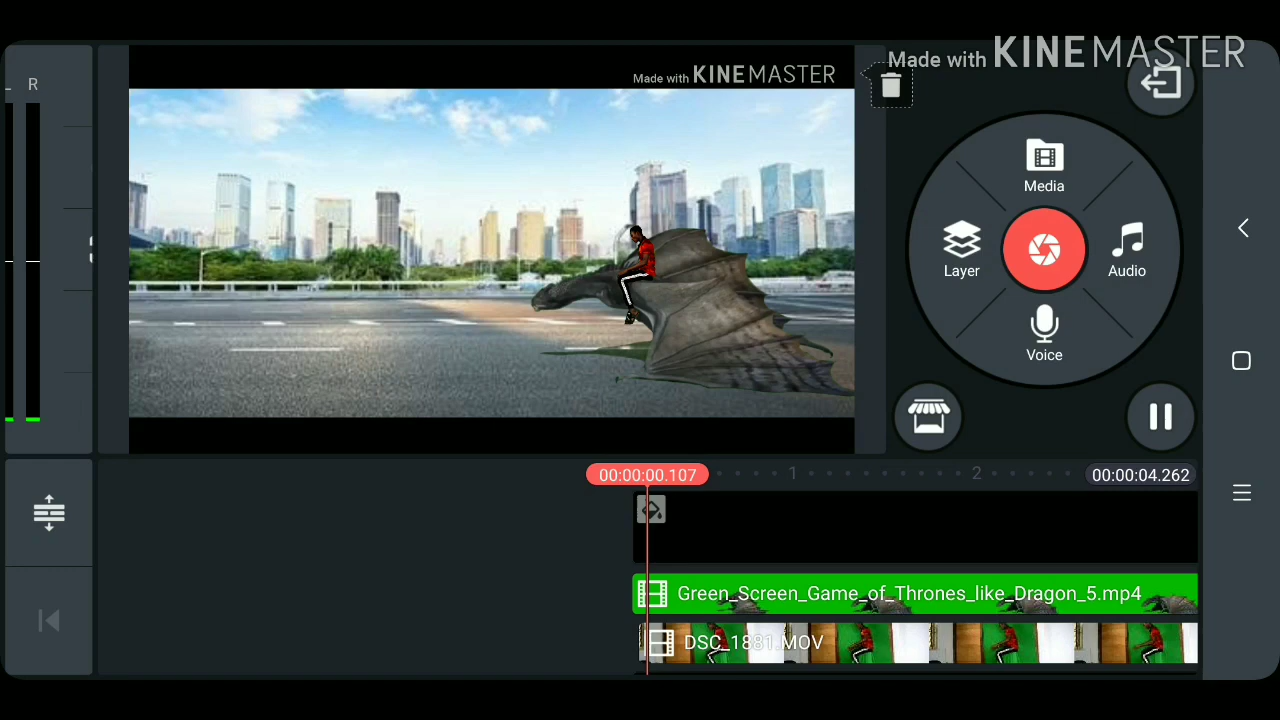 Made with KINEMASTER
Made with KINEMASTER
R
Media
Layer
Audio
Voice
00:00:00.107
1
2
00:00:04.262
Green_Screen_Game_of_Thrones_like_Dragon_5.mp4
DSC_1881.MOV